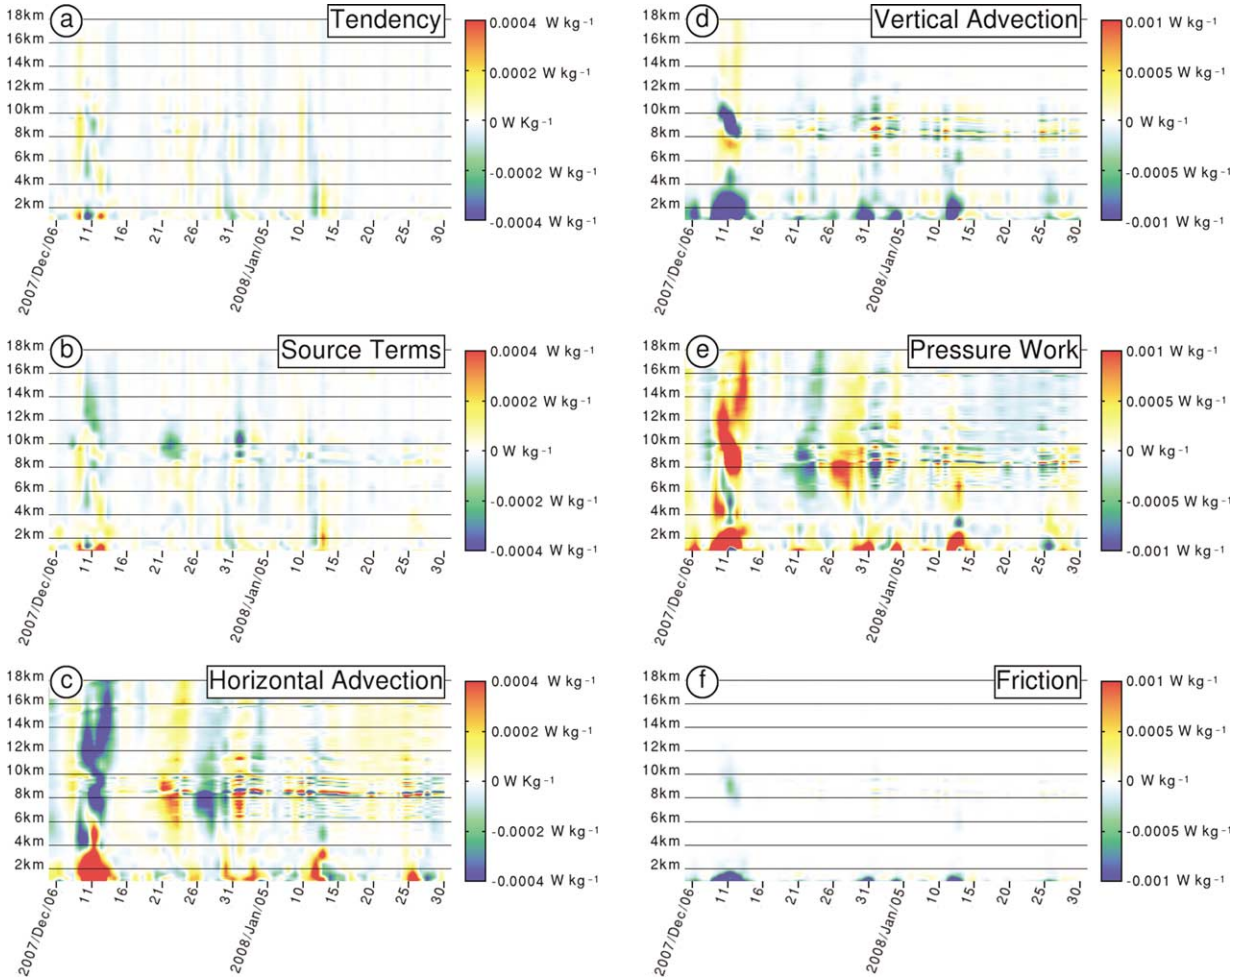 a Tendency
18km
16km
14km
12km
10km
8km
6km
4km
2km
2007/Dec/06 11 16 21 26 31 2008/Jan/05 10 15 20 25 30
0.0004 W kg⁻¹
0.0002 W kg⁻¹
0 W Kg⁻¹
-0.0002 W kg⁻¹
-0.0004 W kg⁻¹
b Source Terms
18km
16km
14km
12km
10km
8km
6km
4km
2km
2007/Dec/06 11 16 21 26 31 2008/Jan/05 10 15 20 25 30
0.0004 W kg⁻¹
0.0002 W kg⁻¹
0 W Kg⁻¹
-0.0002 W kg⁻¹
-0.0004 W kg⁻¹
c Horizontal Advection
18km
16km
14km
12km
10km
8km
6km
4km
2km
2007/Dec/06 11 16 21 26 31 2008/Jan/05 10 15 20 25 30
0.0004 W kg⁻¹
0.0002 W kg⁻¹
0 W Kg⁻¹
-0.0002 W kg⁻¹
-0.0004 W kg⁻¹
d Vertical Advection
18km
16km
14km
12km
10km
8km
6km
4km
2km
2007/Dec/06 11 16 21 26 31 2008/Jan/05 10 15 20 25 30
0.001 W kg⁻¹
0.0005 W kg⁻¹
0 W kg⁻¹
-0.0005 W kg⁻¹
-0.001 W kg⁻¹
e Pressure Work
18km
16km
14km
12km
10km
8km
6km
4km
2km
2007/Dec/06 11 16 21 26 31 2008/Jan/05 10 15 20 25 30
0.001 W kg⁻¹
0.0005 W kg⁻¹
0 W kg⁻¹
-0.0005 W kg⁻¹
-0.001 W kg⁻¹
f Friction
18km
16km
14km
12km
10km
8km
6km
4km
2km
2007/Dec/06 11 16 21 26 31 2008/Jan/05 10 15 20 25 30
0.001 W kg⁻¹
0.0005 W kg⁻¹
0 W kg⁻¹
-0.0005 W kg⁻¹
-0.001 W kg⁻¹